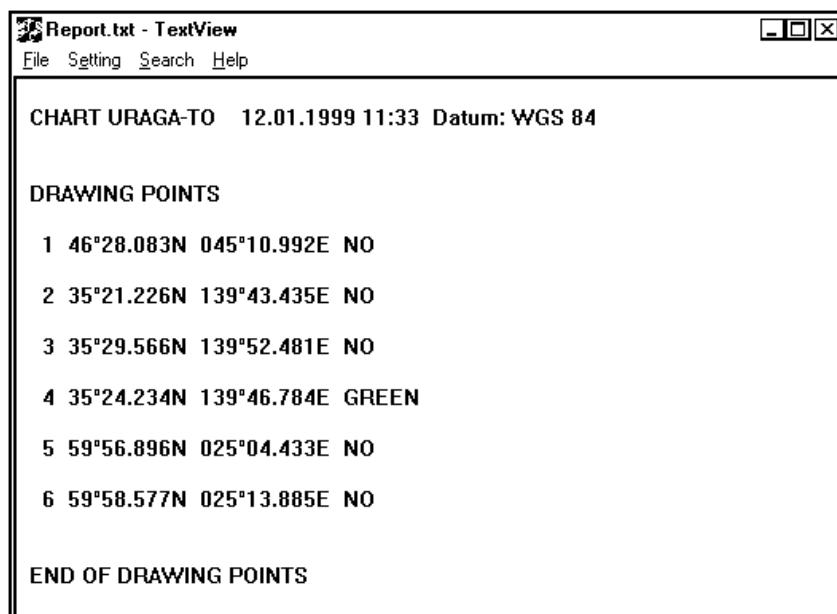 Report.txt - TextView
File Setting Search Help
CHART URAGA-TO 12.01.1999 11:33 Datum: WGS 84
DRAWING POINTS
1 46°28.083N 045°10.992E NO
2 35°21.226N 139°43.435E NO
3 35°29.566N 139°52.481E NO
4 35°24.234N 139°46.784E GREEN
5 59°56.896N 025°04.433E NO
6 59°58.577N 025°13.885E NO
END OF DRAWING POINTS